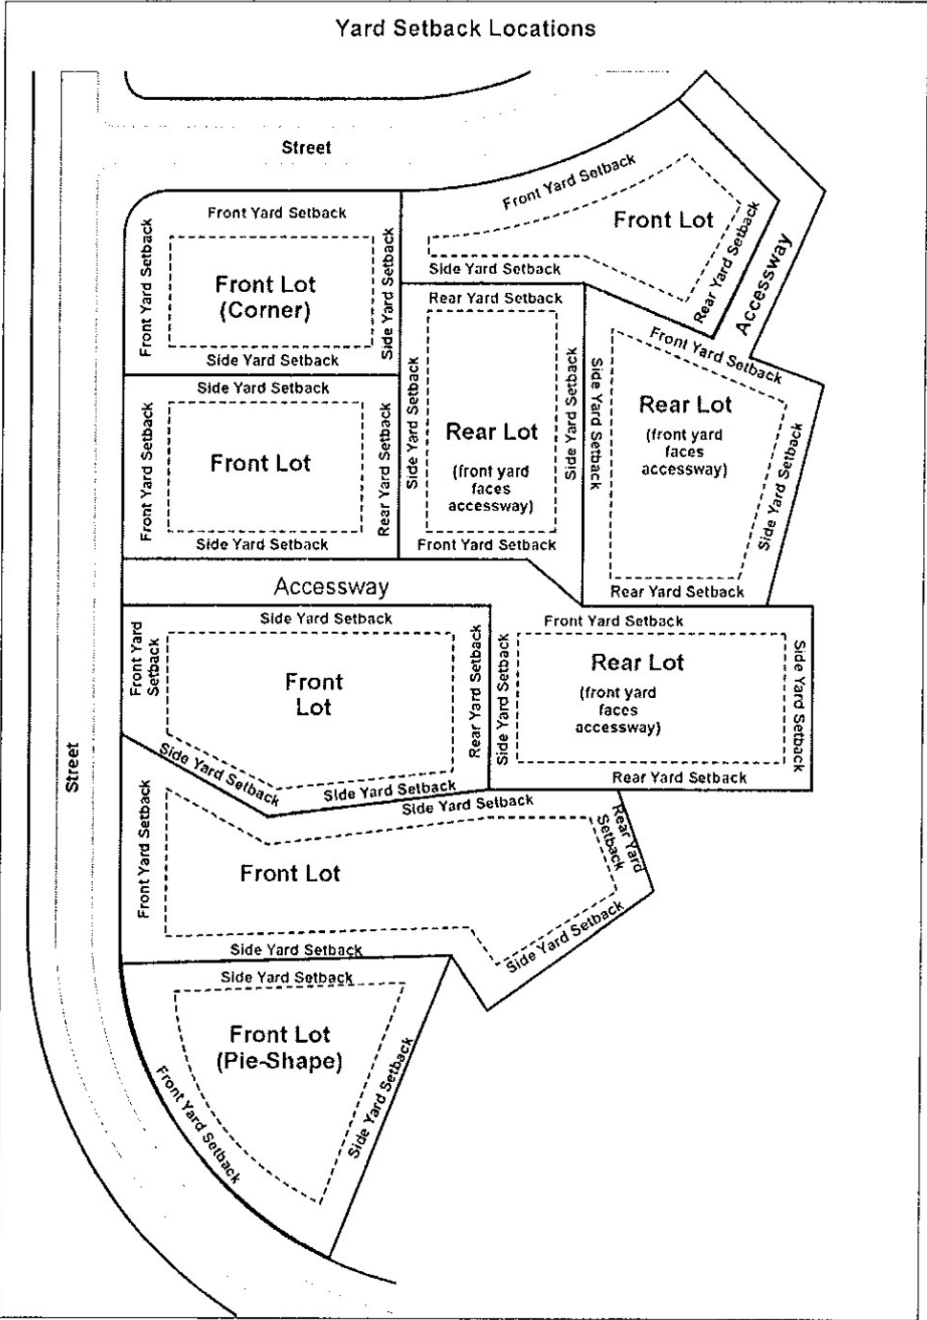 Yard Setback Locations
Street
Front Yard Setback
Front Yard Setback
Front Lot
(Corner)
Side Yard Setback
Side Yard Setback
Front Yard Setback
Front Lot
Side Yard Setback
Rear Yard Setback
Accessway
Side Yard Setback
Front Yard Setback
Front Lot
Rear Yard Setback
Side Yard Setback
Rear Yard Setback
Side Yard Setback
Rear Lot
(front yard
faces
accessway)
Side Yard Setback
Front Yard Setback
Front Yard Setback
Side Yard Setback
Rear Lot
(front yard
faces
accessway)
Side Yard Setback
Rear Yard Setback
Accessway
Side Yard Setback
Front Yard
Setback
Front
Lot
Rear Yard Setback
Side Yard Setback
Side Yard Setback
Front Yard Setback
Side Yard Setback
Rear Lot
(front yard
faces
accessway)
Side Yard Setback
Rear Yard Setback
Street
Side Yard Setback
Front Yard Setback
Front Lot
Rear Yard
Setback
Side Yard Setback
Side Yard Setback
Side Yard Setback
Front Lot
(Pie-Shape)
Front Yard Setback
Side Yard Setback